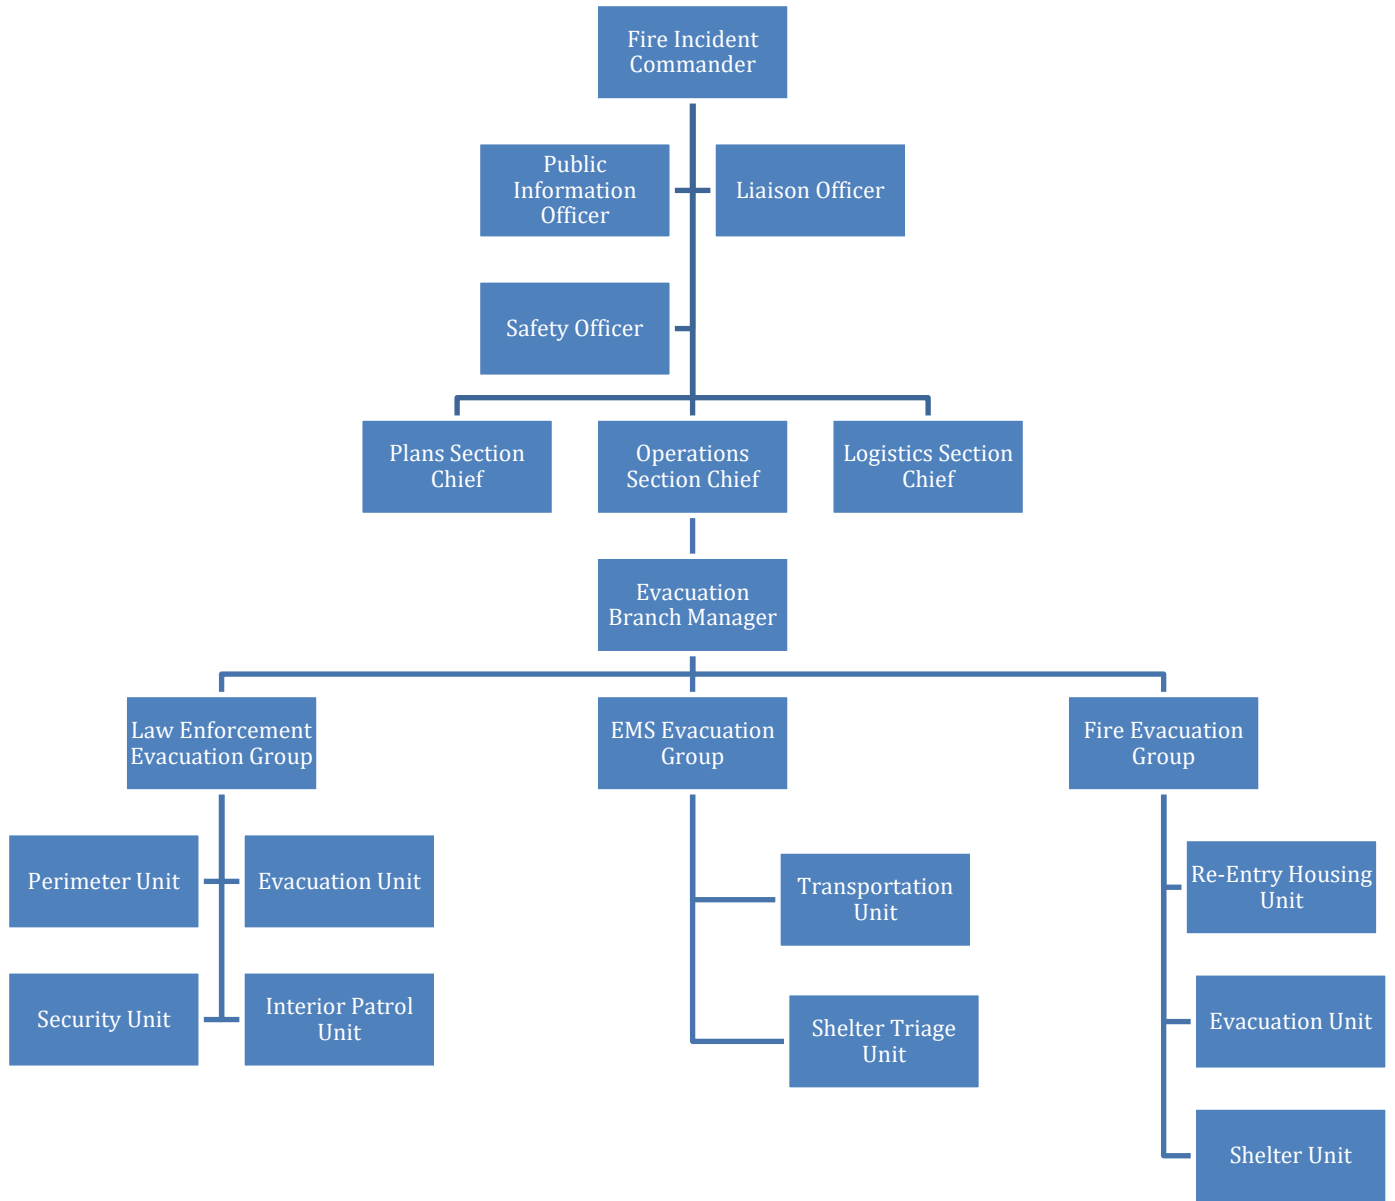 Fire Incident
Commander
Public
Information
Officer
Liaison Officer
Safety Officer
Plans Section
Chief
Operations
Section Chief
Logistics Section
Chief
Evacuation
Branch Manager
Law Enforcement
Evacuation Group
EMS Evacuation
Group
Fire Evacuation
Group
Perimeter Unit
Evacuation Unit
Security Unit
Interior Patrol
Unit
Transportation
Unit
Shelter Triage
Unit
Re-Entry Housing
Unit
Evacuation Unit
Shelter Unit